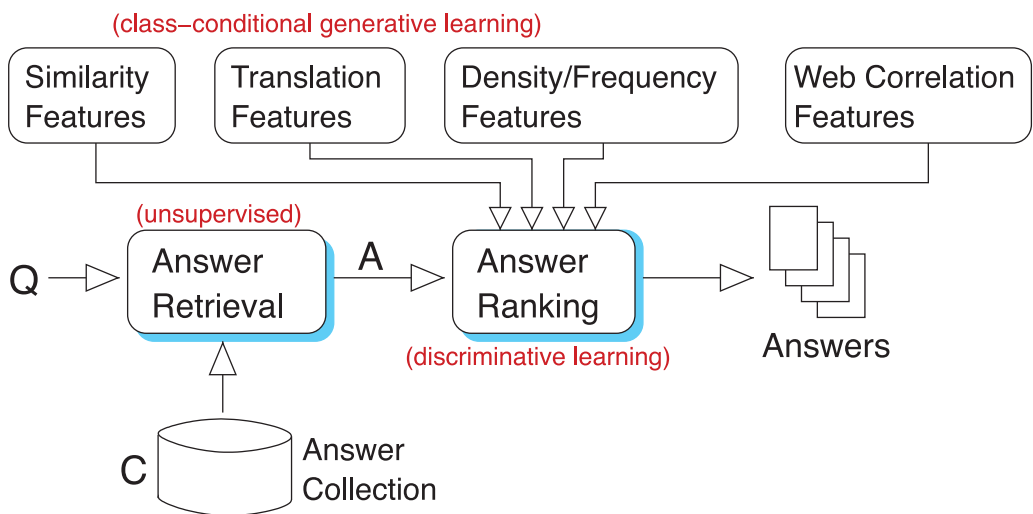 (class–conditional generative learning)
Similarity
Features
Translation
Features
Density/Frequency
Features
Web Correlation
Features
(unsupervised)
Q
Answer
Retrieval
A
Answer
Ranking
(discriminative learning)
Answers
C
Answer
Collection